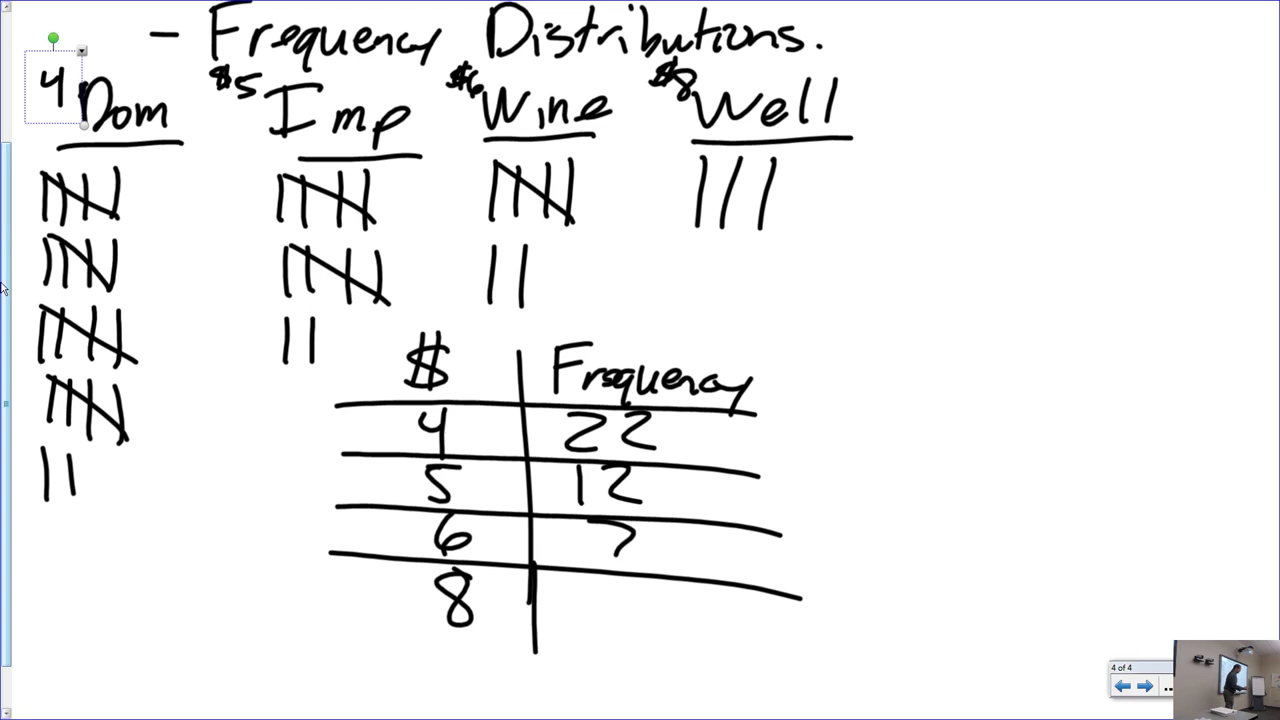 - Frequency Distributions.
4 Dom $5 Imp $6 Wine $8 Well
$ Frequency
4 22
5 12
6 7
8
4 of 4